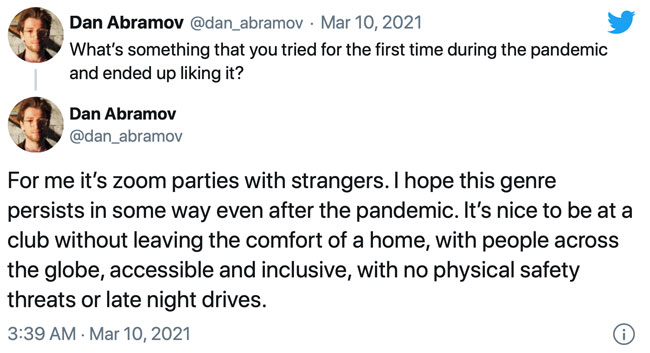 Dan Abramov @dan_abramov · Mar 10, 2021
What's something that you tried for the first time during the pandemic
and ended up liking it?
Dan Abramov
@dan_abramov
For me it's zoom parties with strangers. I hope this genre
persists in some way even after the pandemic. It's nice to be at a
club without leaving the comfort of a home, with people across
the globe, accessible and inclusive, with no physical safety
threats or late night drives.
3:39 AM · Mar 10, 2021